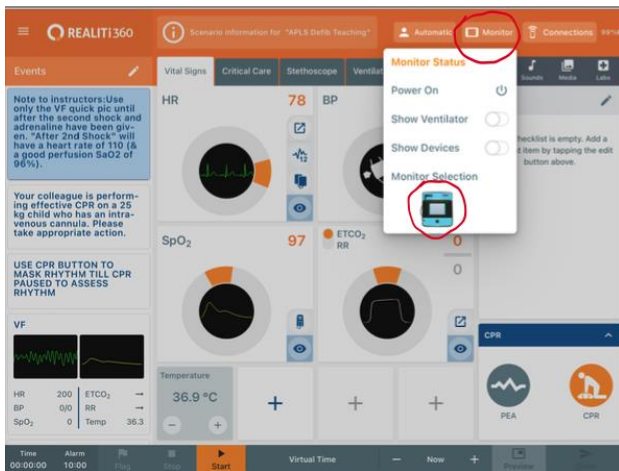 REALITi360
Scenario information for "APLS Defib Teaching"
Automatic
Monitor
Connections
99%
Events
Vital Signs
Critical Care
Stethoscope
Sounds
Media
Labs
Monitor Status
Power On
Show Ventilator
Show Devices
Monitor Selection
Note to instructors:Use
only the VF quick pic until
after the second shock and
adrenaline have been giv-
en. "After 2nd Shock" will
have a heart rate of 110 (&
a good perfusion SaO2 of
96%).
Your colleague is perform-
ing effective CPR on a 25
kg child who has an intra-
venous cannula. Please
take appropriate action.
USE CPR BUTTON TO
MASK RHYTHM TILL CPR
PAUSED TO ASSESS
RHYTHM
VF
HR 200 ETCO₂ --
BP 0/0 RR --
SpO₂ 0 Temp 36.3
HR
78
BP
12
hecklist is empty. Add a
t item by tapping the edit
button above.
SpO₂
97
ETCO₂
RR
0
0
Temperature
36.9 °C
− +
+
+
+
CPR
PEA
CPR
Time
00:00:00
Alarm
10:00
Flag
Stop
Start
Virtual Time
− Now +
Preview